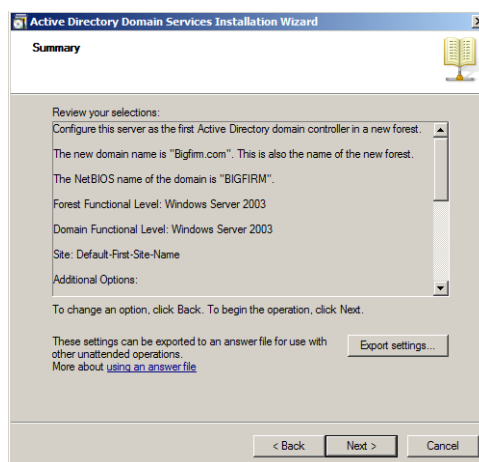 Active Directory Domain Services Installation Wizard
Summary
Review your selections:
Configure this server as the first Active Directory domain controller in a new forest.
The new domain name is "Bigfirm.com". This is also the name of the new forest.
The NetBIOS name of the domain is "BIGFIRM".
Forest Functional Level: Windows Server 2003
Domain Functional Level: Windows Server 2003
Site: Default-First-Site-Name
Additional Options:
To change an option, click Back. To begin the operation, click Next.
These settings can be exported to an answer file for use with
other unattended operations.
More about using an answer file
Export settings...
< Back
Next >
Cancel